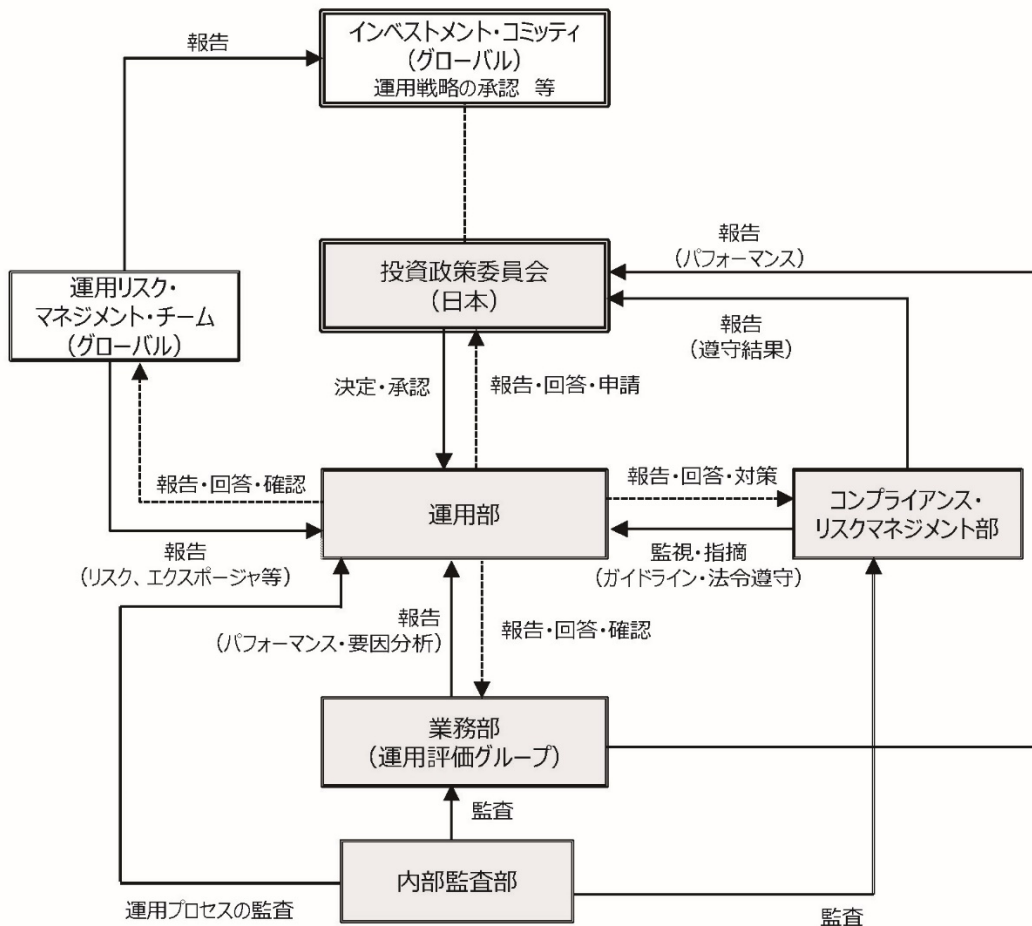 報告
インベストメント・コミッティ
(グローバル)
運用戦略の承認 等
運用リスク・
マネジメント・チーム
(グローバル)
投資政策委員会
(日本)
報告
(パフォーマンス)
報告
(遵守結果)
決定・承認
報告・回答・申請
報告・回答・確認
運用部
報告・回答・対策
コンプライアンス・
リスクマネジメント部
報告
(リスク、エクスポージャ等)
監視・指摘
(ガイドライン・法令遵守)
報告
(パフォーマンス・要因分析)
報告・回答・確認
業務部
(運用評価グループ)
監査
内部監査部
運用プロセスの監査
監査